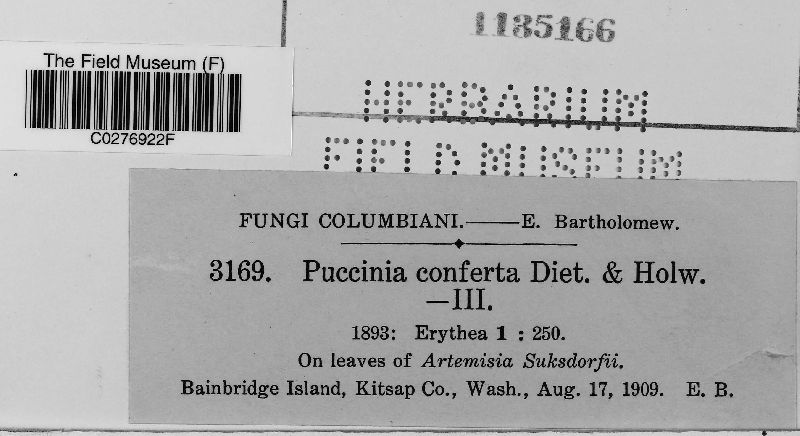 1185166
The Field Museum (F)
C0276922F
HERBARIUM
FIELD MUSEUM
FUNGI COLUMBIANI.——E. Bartholomew.
3169. Puccinia conferta Diet. & Holw.
—III.
1893: Erythea 1 : 250.
On leaves of Artemisia Suksdorfii.
Bainbridge Island, Kitsap Co., Wash., Aug. 17, 1909. E. B.